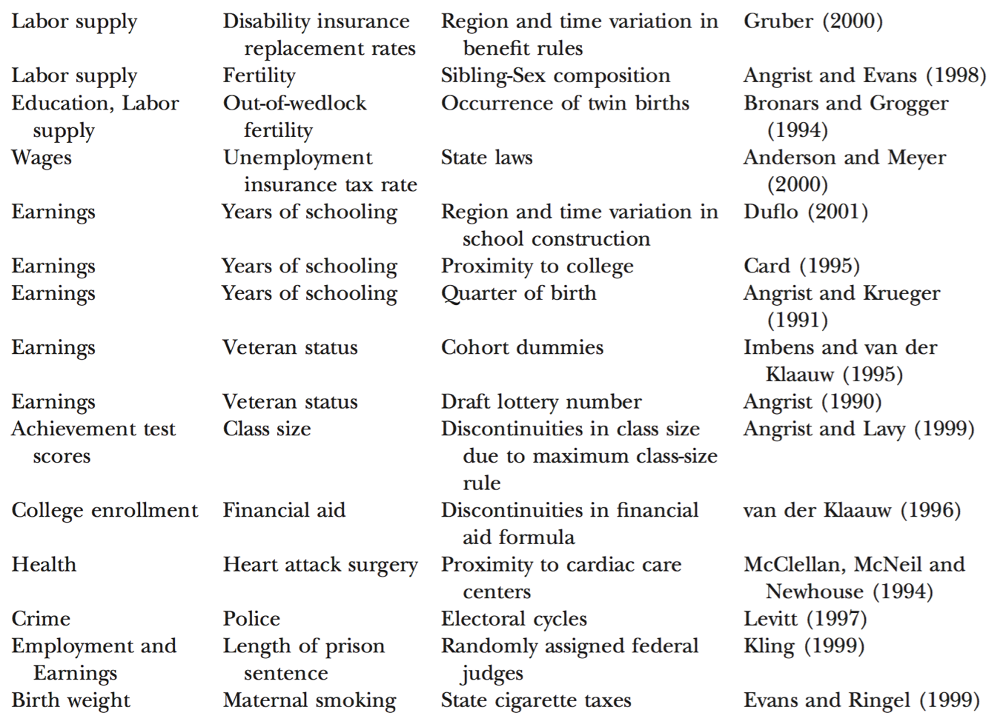 Labor supply Disability insurance Region and time variation in Gruber (2000)
replacement rates benefit rules
Labor supply Fertility Sibling-Sex composition Angrist and Evans (1998)
Education, Labor Out-of-wedlock Occurrence of twin births Bronars and Grogger
supply fertility (1994)
Wages Unemployment State laws Anderson and Meyer
insurance tax rate (2000)
Earnings Years of schooling Region and time variation in Duflo (2001)
school construction
Earnings Years of schooling Proximity to college Card (1995)
Earnings Years of schooling Quarter of birth Angrist and Krueger
(1991)
Earnings Veteran status Cohort dummies Imbens and van der
Klaauw (1995)
Earnings Veteran status Draft lottery number Angrist (1990)
Achievement test Class size Discontinuities in class size Angrist and Lavy (1999)
scores due to maximum class-size
rule
College enrollment Financial aid Discontinuities in financial van der Klaauw (1996)
aid formula
Health Heart attack surgery Proximity to cardiac care McClellan, McNeil and
centers Newhouse (1994)
Crime Police Electoral cycles Levitt (1997)
Employment and Length of prison Randomly assigned federal Kling (1999)
Earnings sentence judges
Birth weight Maternal smoking State cigarette taxes Evans and Ringel (1999)